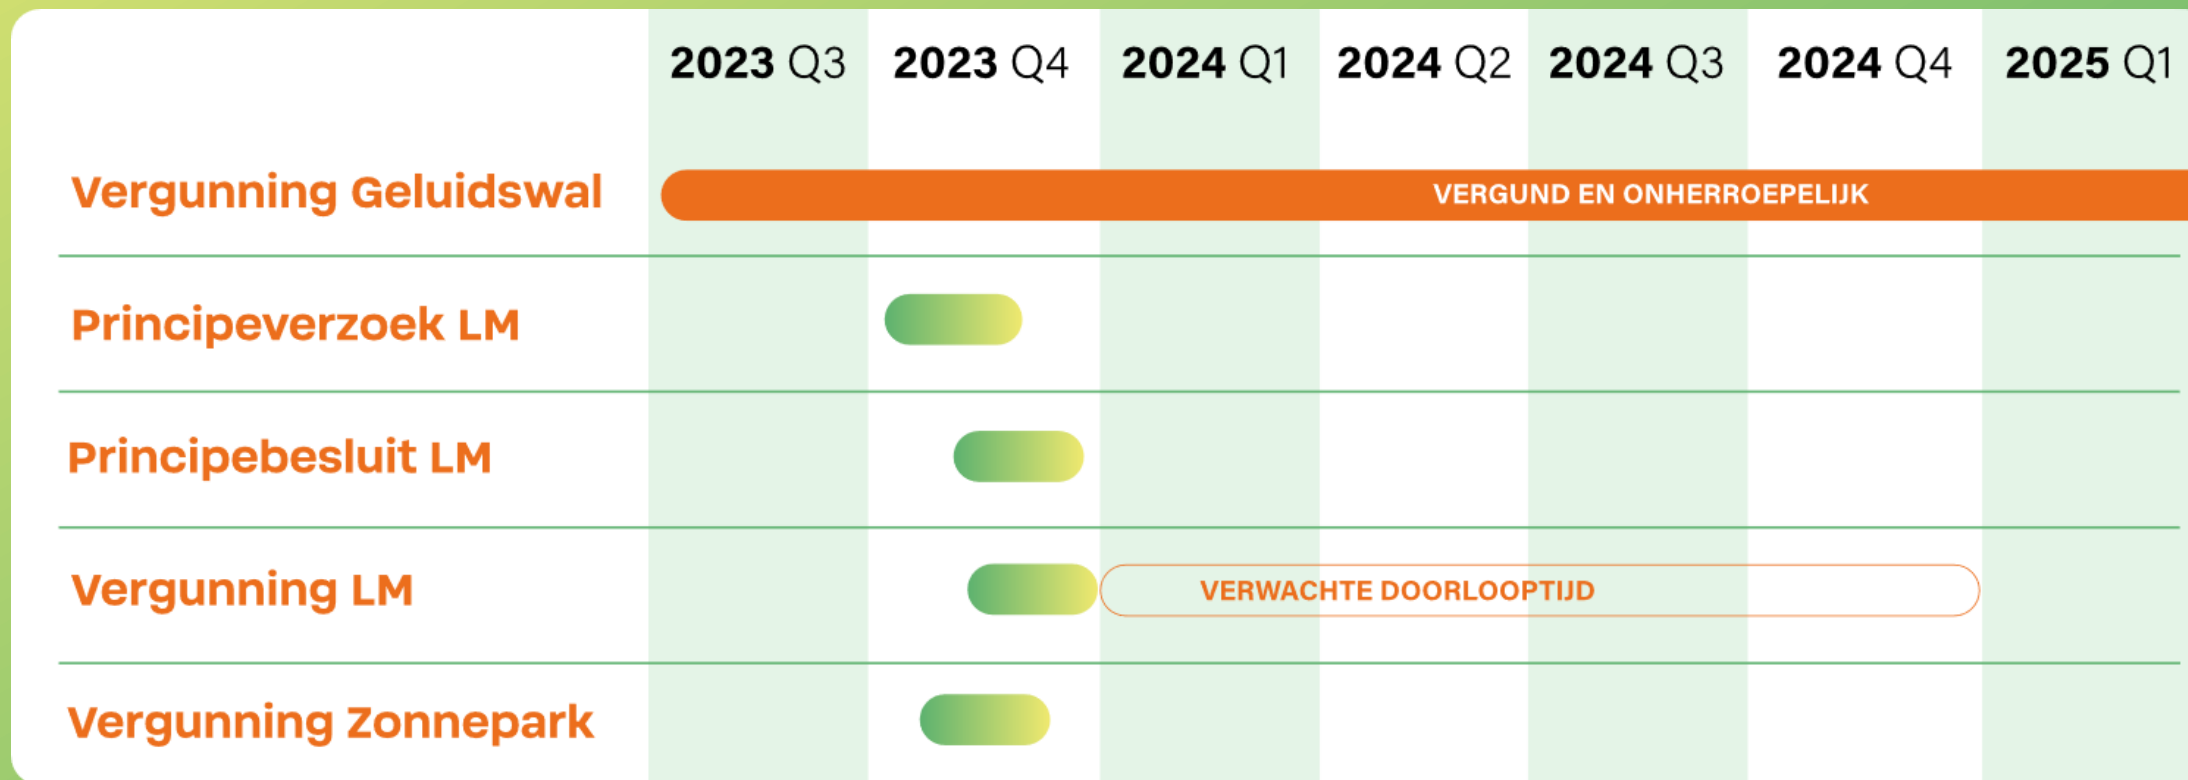 2023 Q3 2023 Q4 2024 Q1 2024 Q2 2024 Q3 2024 Q4 2025 Q1
Vergunning Geluidswal VERGUND EN ONHERROEPELIJK
Principeverzoek LM
Principebesluit LM
Vergunning LM VERWACHTE DOORLOOPTIJD
Vergunning Zonnepark